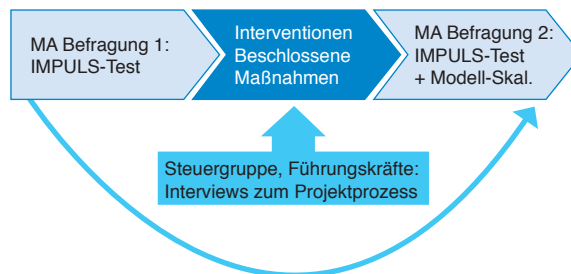 MA Befragung 1:
IMPULS-Test
Interventionen
Beschlossene
Maßnahmen
MA Befragung 2:
IMPULS-Test
+ Modell-Skal.
Steuergruppe, Führungskräfte:
Interviews zum Projektprozess